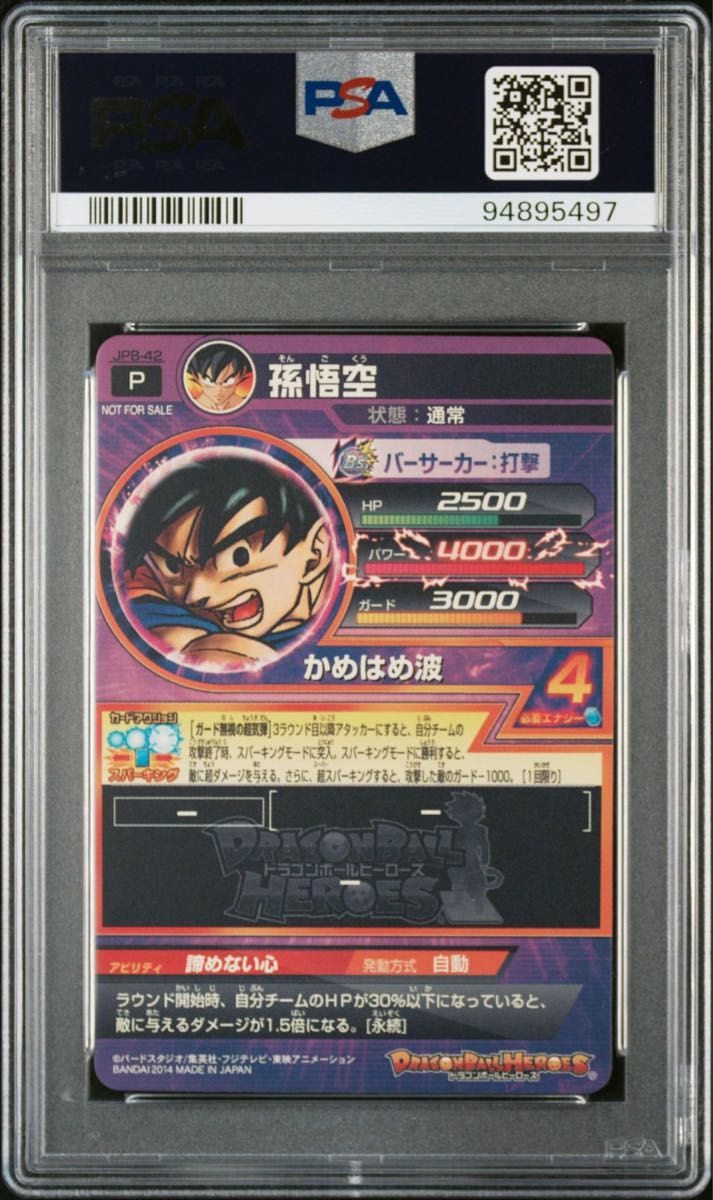 PSA
PSA
94895497
JPB-42
P
NOT FOR SALE
そんごくう
孫悟空
状態：通常
Bs
バーサーカー：打撃
HP 2500
パワー 4000
ガード 3000
かめはめ波
4
必要エナジー
カードアクション
スパーキング
[ガード無視の超気弾]3ラウンド目以降アタッカーにすると、自分チームの
攻撃終了時、スパーキングモードに突入。スパーキングモードに勝利すると、
敵に超ダメージを与える。さらに、超スパーキングすると、攻撃した敵のガード-1000。[1回限り]
ー
ー
DRAGONBALL
ドラゴンボールヒーローズ
HEROES
ー
アビリティ 諦めない心 発動方式 自動
ラウンド開始時、自分チームのHPが30%以下になっていると、
敵に与えるダメージが1.5倍になる。[永続]
©バードスタジオ/集英社・フジテレビ・東映アニメーション
BANDAI 2014 MADE IN JAPAN
DRAGONBALL HEROES
ドラゴンボールヒーローズ
PSA